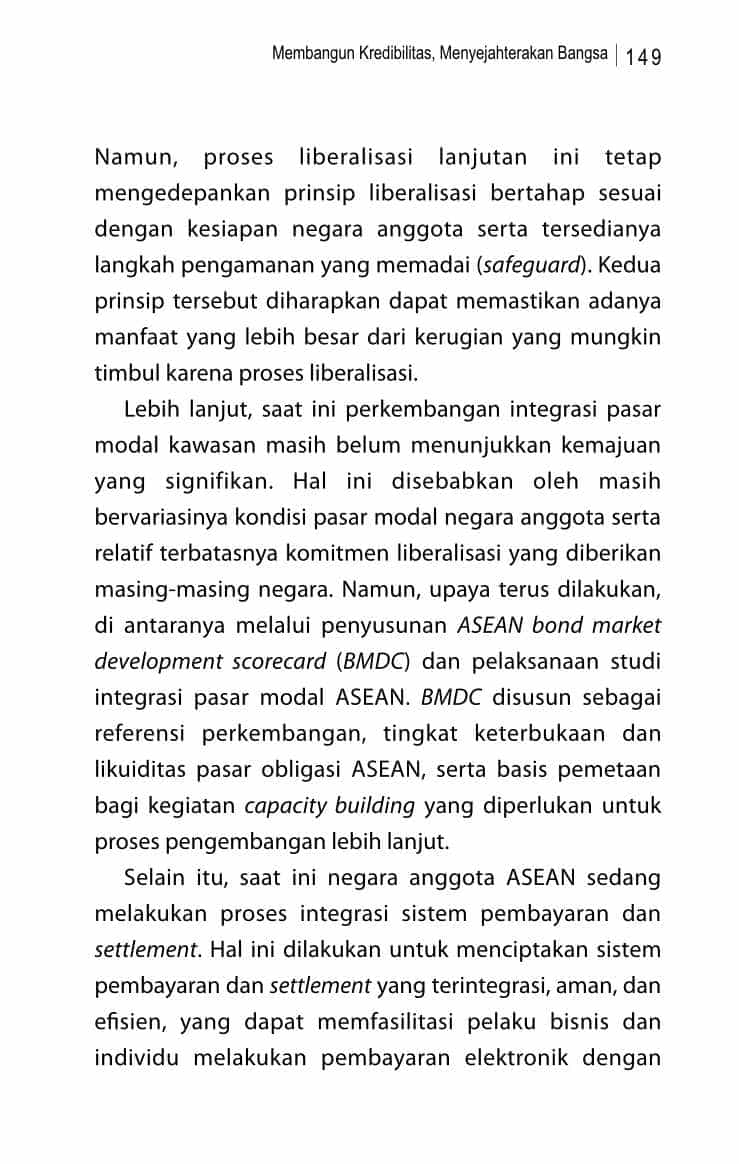 Membangun Kredibilitas, Menyejahterakan Bangsa | 149
Namun, proses liberalisasi lanjutan ini tetap
mengedepankan prinsip liberalisasi bertahap sesuai
dengan kesiapan negara anggota serta tersedianya
langkah pengamanan yang memadai (safeguard). Kedua
prinsip tersebut diharapkan dapat memastikan adanya
manfaat yang lebih besar dari kerugian yang mungkin
timbul karena proses liberalisasi.
Lebih lanjut, saat ini perkembangan integrasi pasar
modal kawasan masih belum menunjukkan kemajuan
yang signifikan. Hal ini disebabkan oleh masih
bervariasinya kondisi pasar modal negara anggota serta
relatif terbatasnya komitmen liberalisasi yang diberikan
masing-masing negara. Namun, upaya terus dilakukan,
di antaranya melalui penyusunan ASEAN bond market
development scorecard (BMDC) dan pelaksanaan studi
integrasi pasar modal ASEAN. BMDC disusun sebagai
referensi perkembangan, tingkat keterbukaan dan
likuiditas pasar obligasi ASEAN, serta basis pemetaan
bagi kegiatan capacity building yang diperlukan untuk
proses pengembangan lebih lanjut.
Selain itu, saat ini negara anggota ASEAN sedang
melakukan proses integrasi sistem pembayaran dan
settlement. Hal ini dilakukan untuk menciptakan sistem
pembayaran dan settlement yang terintegrasi, aman, dan
efisien, yang dapat memfasilitasi pelaku bisnis dan
individu melakukan pembayaran elektronik dengan